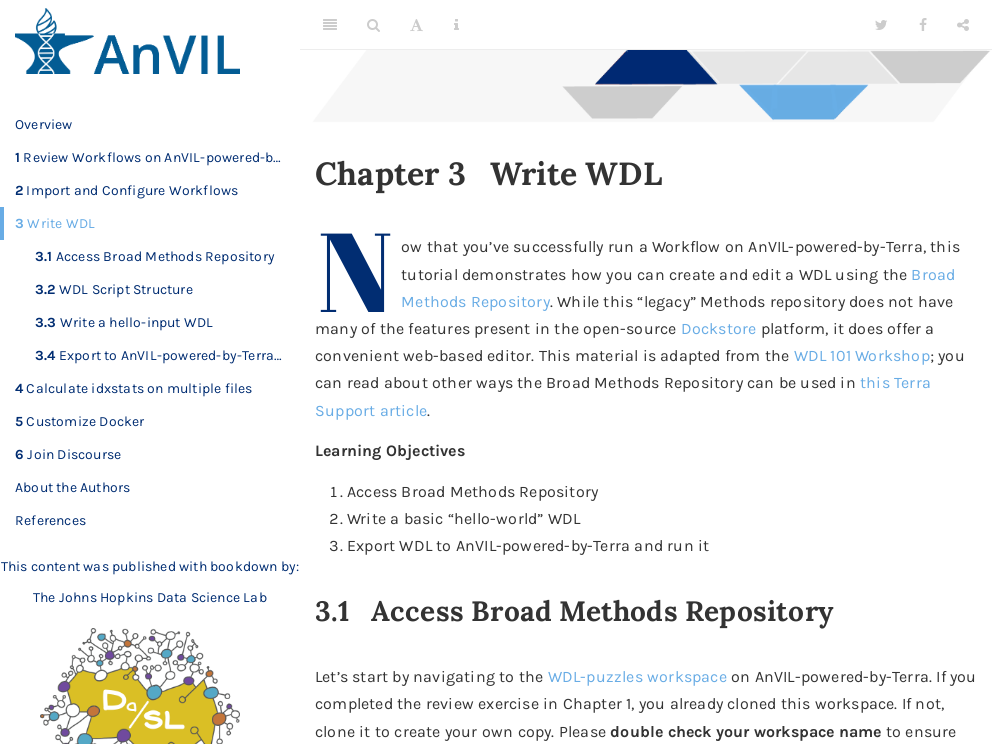 AnVIL
Overview
1 Review Workflows on AnVIL-powered-b...
2 Import and Configure Workflows
3 Write WDL
3.1 Access Broad Methods Repository
3.2 WDL Script Structure
3.3 Write a hello-input WDL
3.4 Export to AnVIL-powered-by-Terra...
4 Calculate idxstats on multiple files
5 Customize Docker
6 Join Discourse
About the Authors
References
This content was published with bookdown by:
The Johns Hopkins Data Science Lab
Da
/SL
Chapter 3 Write WDL
Now that you’ve successfully run a Workflow on AnVIL-powered-by-Terra, this
tutorial demonstrates how you can create and edit a WDL using the Broad
Methods Repository. While this “legacy” Methods repository does not have
many of the features present in the open-source Dockstore platform, it does offer a
convenient web-based editor. This material is adapted from the WDL 101 Workshop; you
can read about other ways the Broad Methods Repository can be used in this Terra
Support article.
Learning Objectives
1. Access Broad Methods Repository
2. Write a basic “hello-world” WDL
3. Export WDL to AnVIL-powered-by-Terra and run it
3.1 Access Broad Methods Repository
Let’s start by navigating to the WDL-puzzles workspace on AnVIL-powered-by-Terra. If you
completed the review exercise in Chapter 1, you already cloned this workspace. If not,
clone it to create your own copy. Please double check your workspace name to ensure